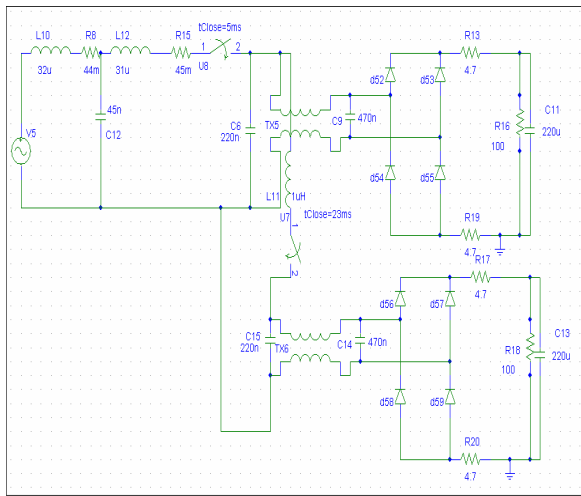 tClose=5ms
L10
R8
L12
R15
1
2
U8
32u
44m
31u
45m
45n
C12
V5
C6
220n
TX5
C9
470n
d52
d53
d54
d55
R13
4.7
R16
100
C11
220u
R19
4.7
L11
1uH
U7
tClose=23ms
1
2
R17
4.7
C15
220n
TX6
C14
470n
d56
d57
d58
d59
R18
100
C13
220u
R20
4.7